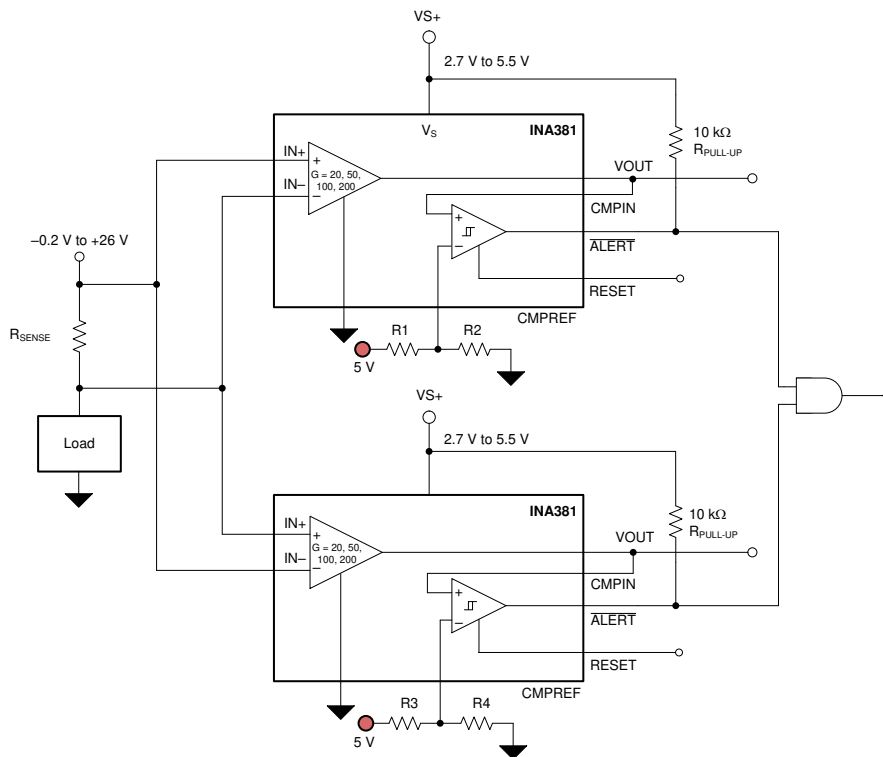 VS+
2.7 V to 5.5 V
INA381
VS
10 kΩ
RPULL-UP
IN+
+
G = 20, 50,
100, 200
IN−
−
VOUT
CMPIN
+
−
ALERT
RESET
CMPREF
–0.2 V to +26 V
RSENSE
R1
R2
5 V
Load
VS+
2.7 V to 5.5 V
INA381
10 kΩ
RPULL-UP
IN+
+
G = 20, 50,
100, 200
IN−
−
VOUT
CMPIN
+
−
ALERT
RESET
CMPREF
R3
R4
5 V